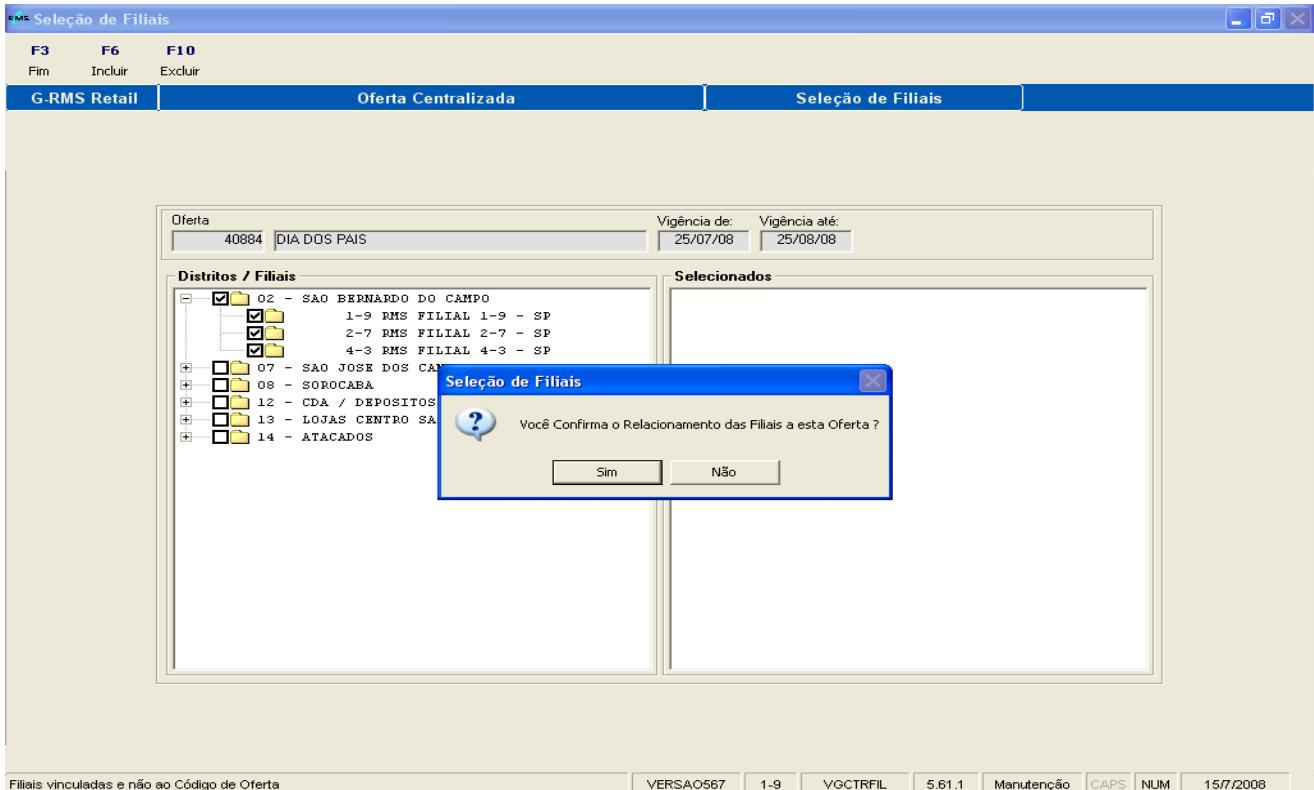 RMS Seleção de Filiais
F3 F6 F10
Fim Incluir Excluir
G-RMS Retail Oferta Centralizada Seleção de Filiais
Oferta Vigência de: Vigência até:
40884 DIA DOS PAIS 25/07/08 25/08/08
Distritos / Filiais Selecionados
02 - SAO BERNARDO DO CAMPO
1-9 RMS FILIAL 1-9 - SP
2-7 RMS FILIAL 2-7 - SP
4-3 RMS FILIAL 4-3 - SP
07 - SAO JOSE DOS
08 - SOROCABA
12 - CDA / DEPOSITOS
13 - LOJAS CENTRO
14 - ATACADOS
Seleção de Filiais
Você Confirma o Relacionamento das Filiais a esta Oferta ?
Sim Não
Filiais vinculadas e não ao Código de Oferta VERSAO567 1-9 VGCTRFIL 5.61.1 Manutenção CAPS NUM 15/7/2008